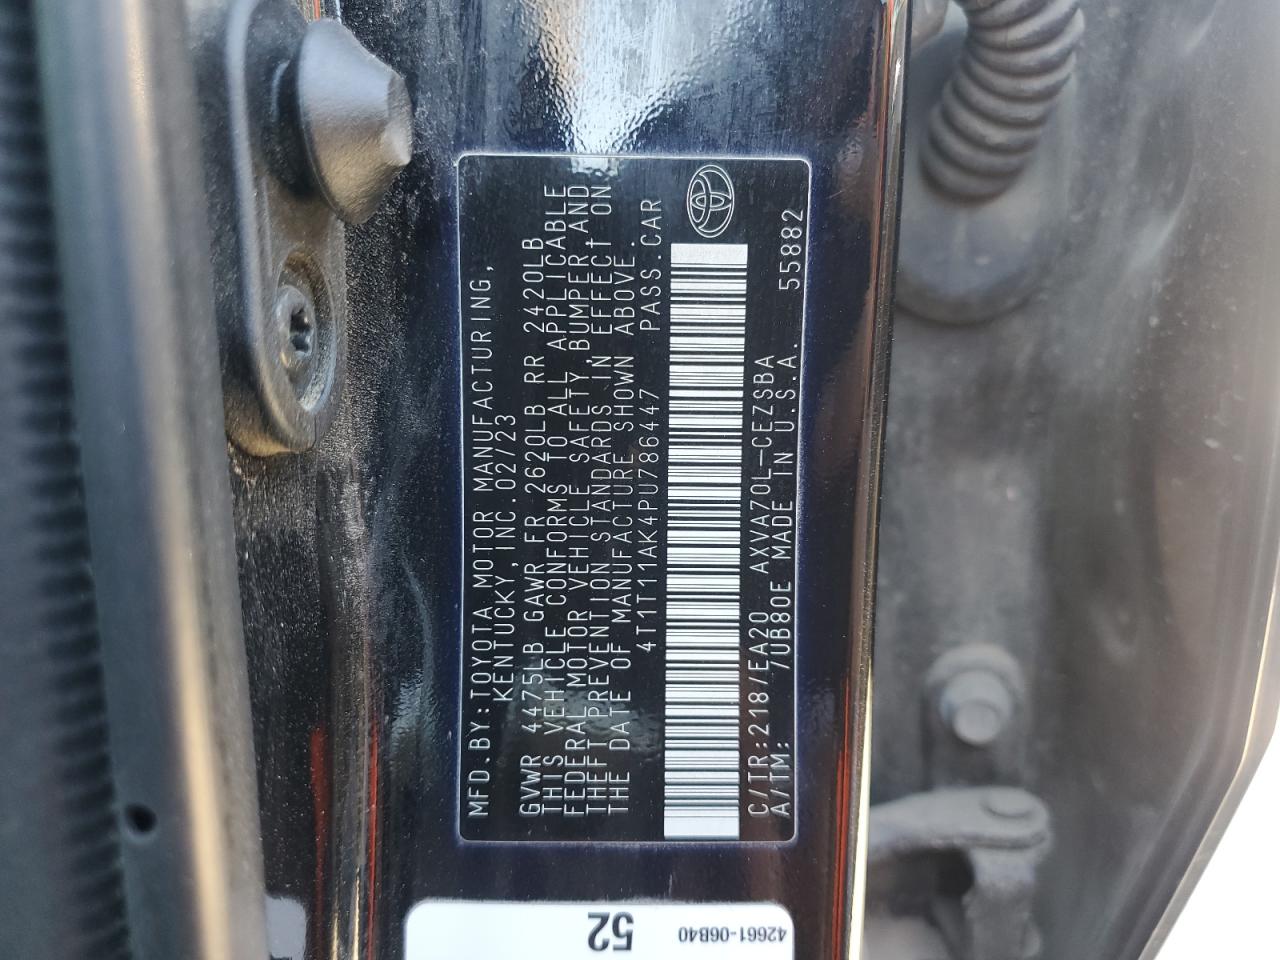 MFD.BY:TOYOTA MOTOR MANUFACTURING,
KENTUCKY,INC.02/23
GVWR 4475LB GAWR FR 2620LB RR 2420LB
THIS VEHICLE CONFORMS TO ALL APPLICABLE
FEDERAL MOTOR VEHICLE SAFETY,BUMPER,AND
THEFT PREVENTION STANDARDS IN EFFECT ON
THE DATE OF MANUFACTURE SHOWN ABOVE.
4T1T11AK4PU786447 PASS.CAR
C/TR:218/EA20 AXVA70L-CEZSBA
A/TM: /UB80E MADE IN U.S.A. 55882
52
42661-06B40